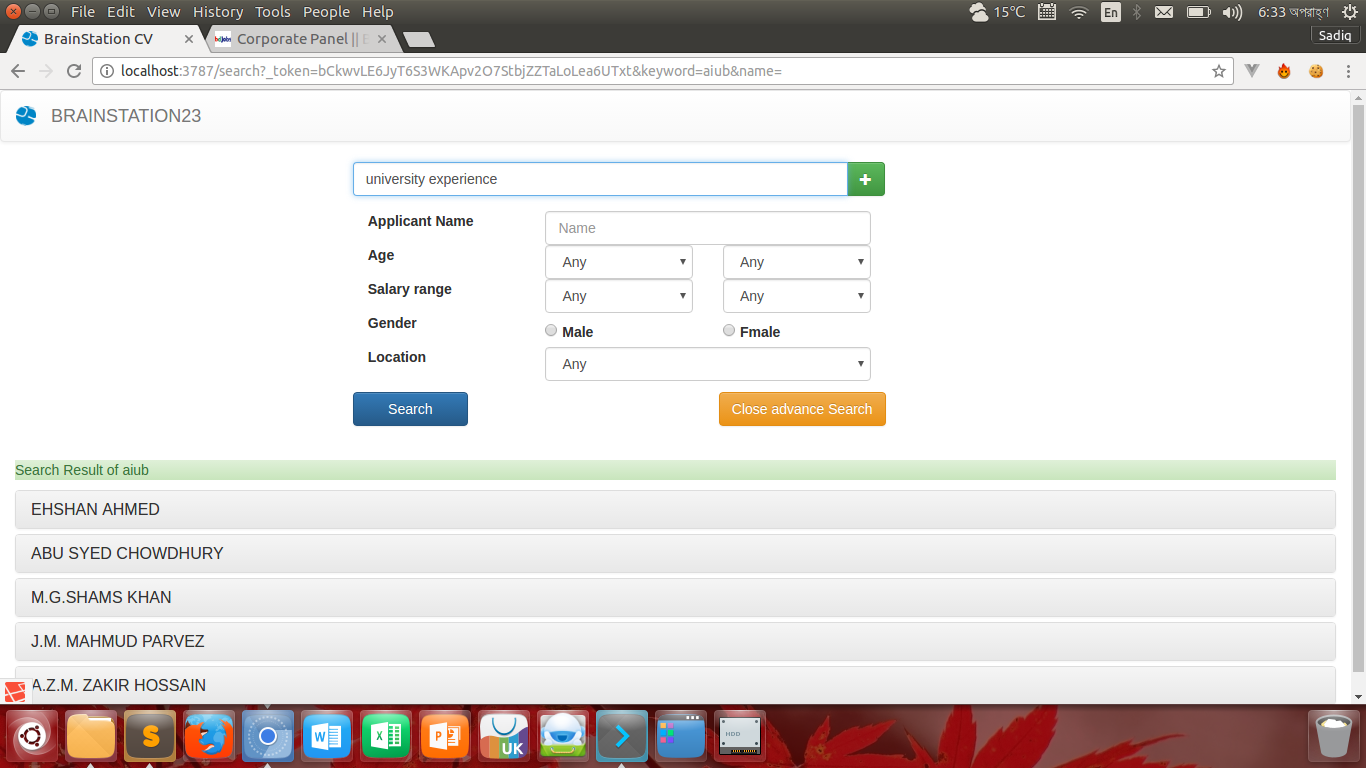 File Edit View History Tools People Help
15°C En 6:33 অপরাহ্ণ
BrainStation CV
bdjobs Corporate Panel || E
Sadiq
localhost:3787/search?_token=bCkwvLE6JyT6S3WKApv2O7StbjZZTaLoLea6UTxt&keyword=aiub&name=
BRAINSTATION23
university experience
Applicant Name Name
Age Any Any
Salary range Any Any
Gender Male Fmale
Location Any
Search Close advance Search
Search Result of aiub
EHSHAN AHMED
ABU SYED CHOWDHURY
M.G.SHAMS KHAN
J.M. MAHMUD PARVEZ
A.Z.M. ZAKIR HOSSAIN
S W X P UK HDD